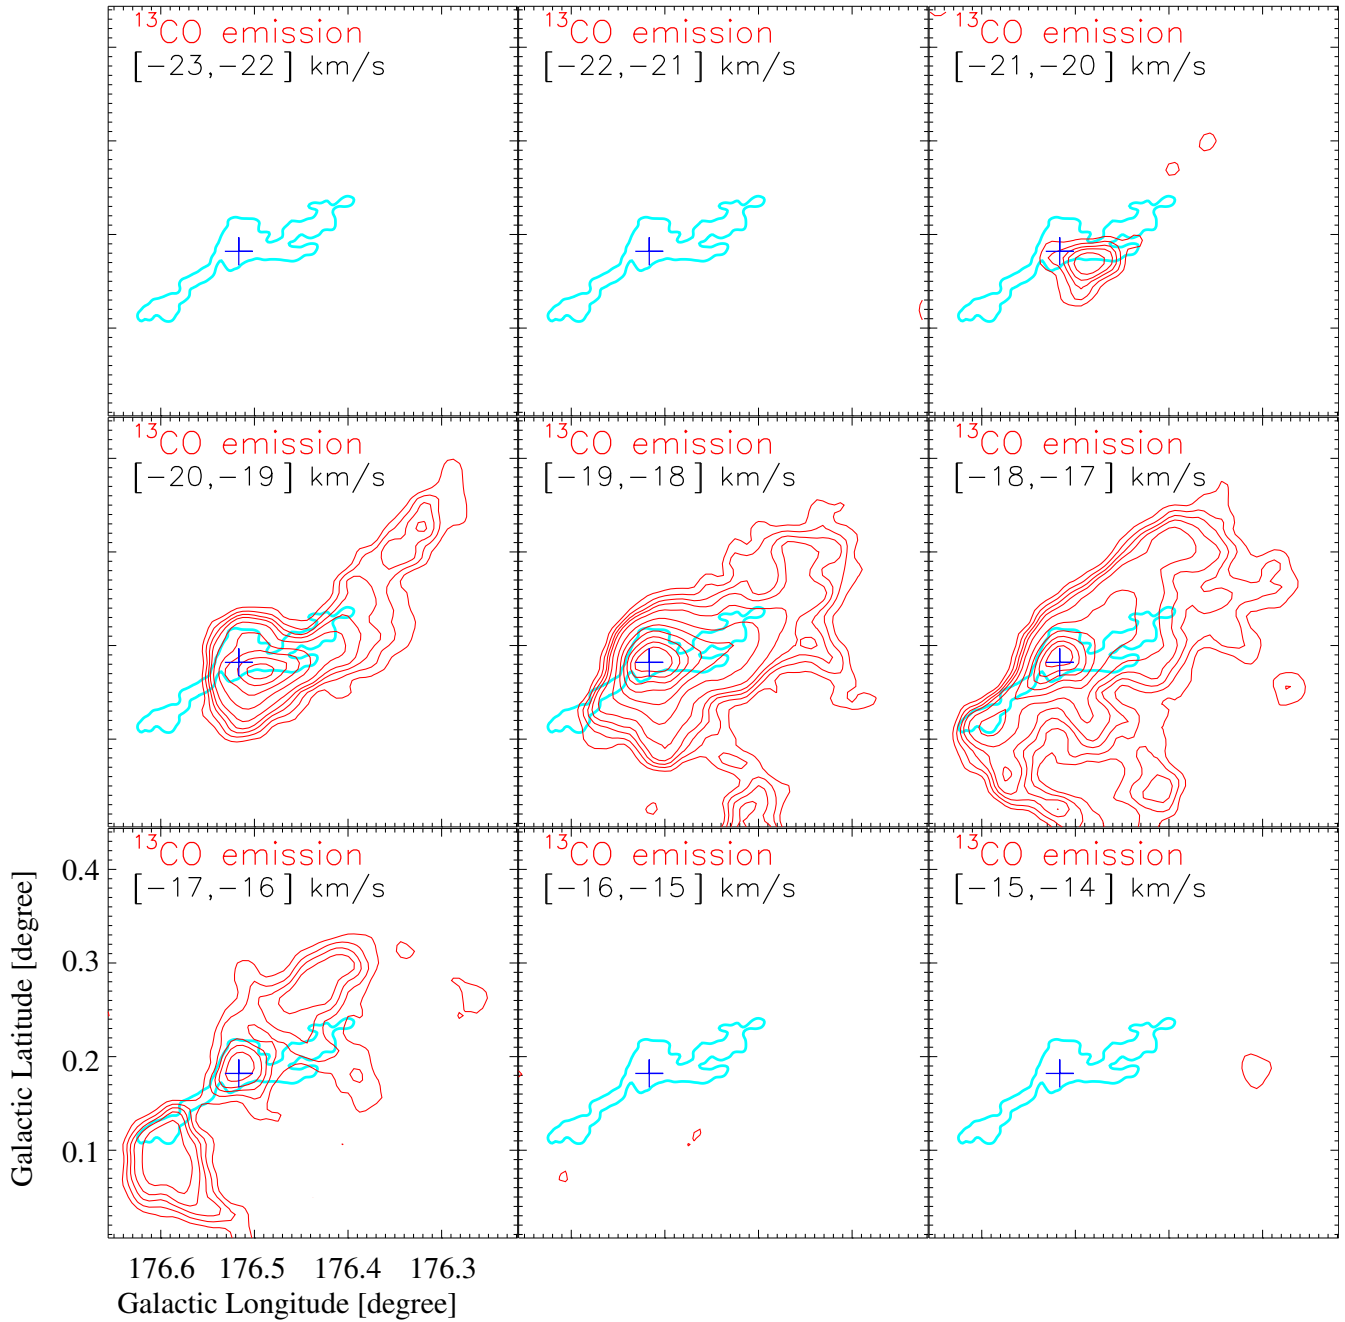 ¹³CO emission
[−23,−22] km/s
¹³CO emission
[−22,−21] km/s
¹³CO emission
[−21,−20] km/s
¹³CO emission
[−20,−19] km/s
¹³CO emission
[−19,−18] km/s
¹³CO emission
[−18,−17] km/s
¹³CO emission
[−17,−16] km/s
¹³CO emission
[−16,−15] km/s
¹³CO emission
[−15,−14] km/s
Galactic Latitude [degree]
0.4
0.3
0.2
0.1
176.6 176.5 176.4 176.3
Galactic Longitude [degree]